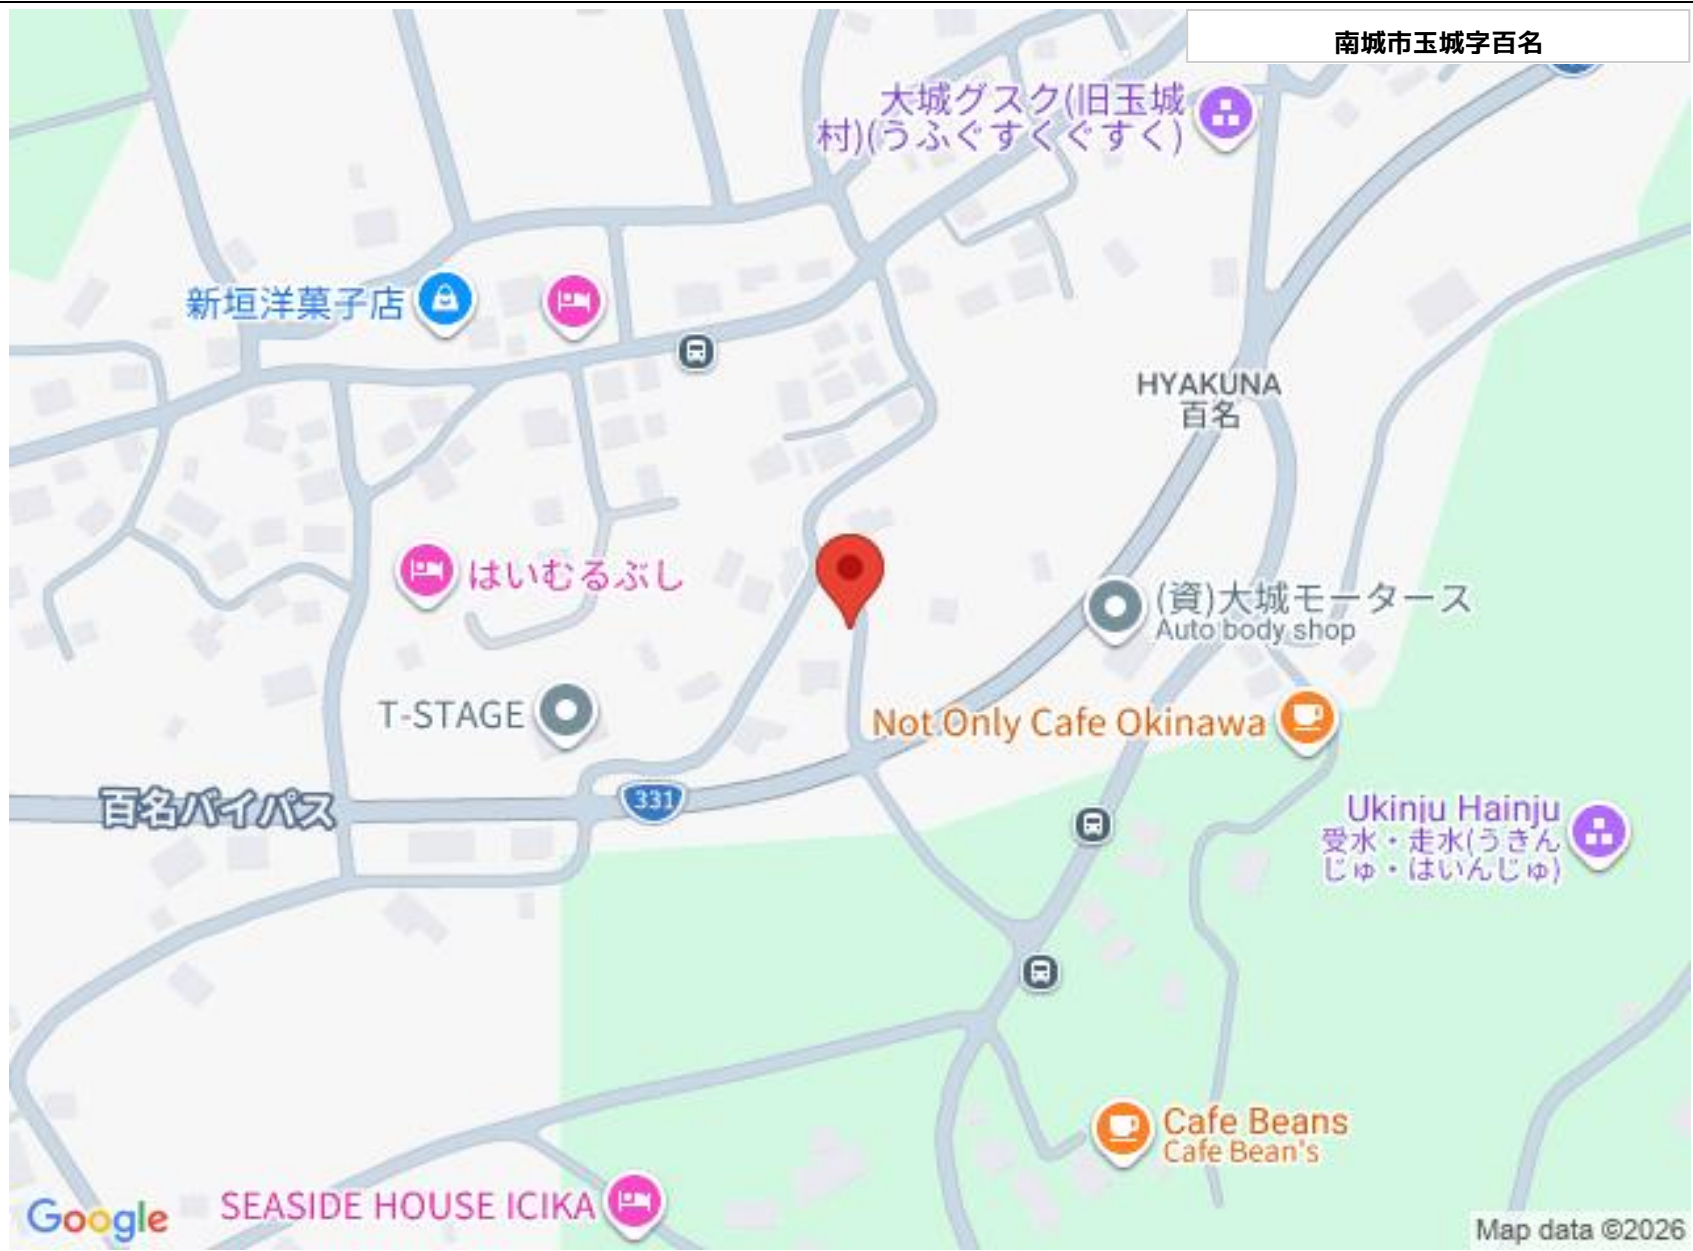 南城市玉城字百名
大城グスク(旧玉城
村)(うふぐすくぐすく)
新垣洋菓子店
HYAKUNA
百名
はいむるぶし
(資)大城モータース
Auto body shop
T-STAGE
Not Only Cafe Okinawa
百名バイパス
331
Ukinju Hainju
受水・走水(うきん
じゅ・はいんじゅ)
Cafe Beans
Cafe Bean's
SEASIDE HOUSE ICIKA
Google
Map data ©2026